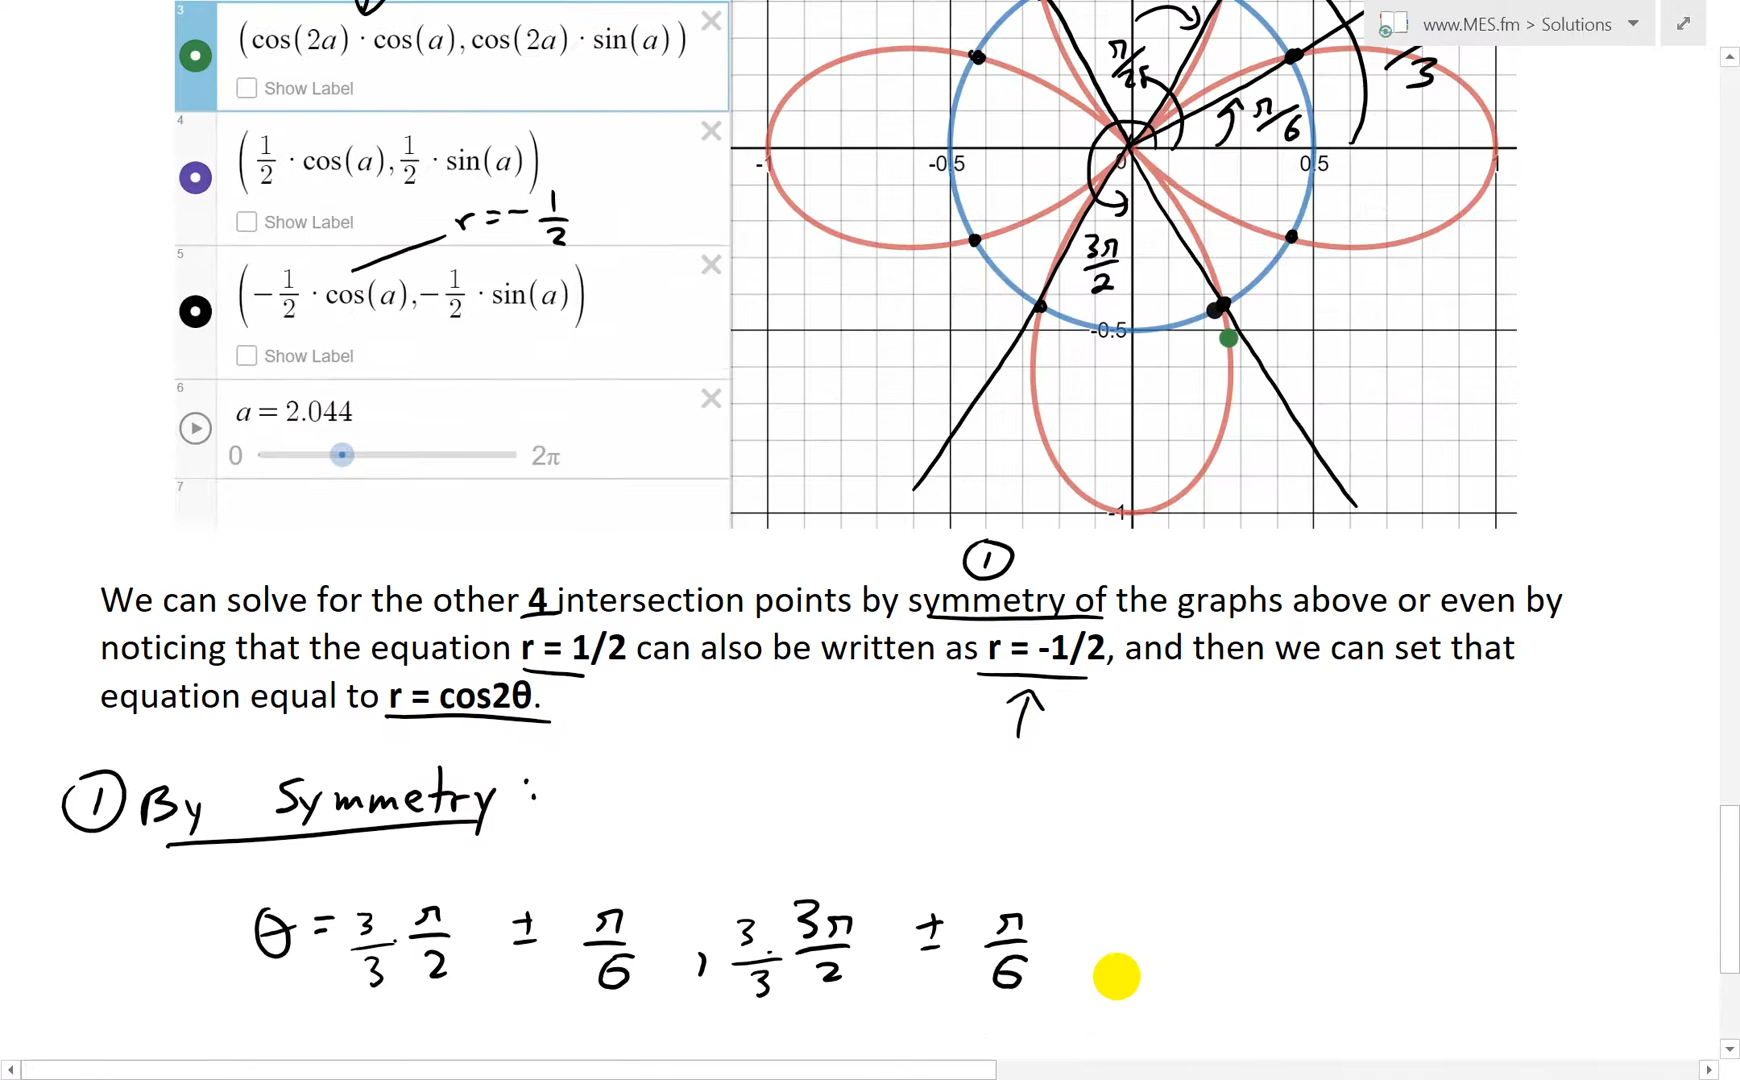 3
(cos(2a) · cos(a), cos(2a) · sin(a))
Show Label
4
(1/2 · cos(a), 1/2 · sin(a))
Show Label
r = - 1/2
5
(-1/2 · cos(a), -1/2 · sin(a))
Show Label
6
a = 2.044
0
2π
7
www.MES.fm > Solutions
π/6
3
-1
-0.5
0
0.5
1
3π/2
-0.5
-1
①
We can solve for the other 4 intersection points by symmetry of the graphs above or even by
noticing that the equation r = 1/2 can also be written as r = -1/2, and then we can set that
equation equal to r = cos2θ.
① By Symmetry :
θ = 3/3 · π/2 ± π/6 , 3/3 · 3π/2 ± π/6